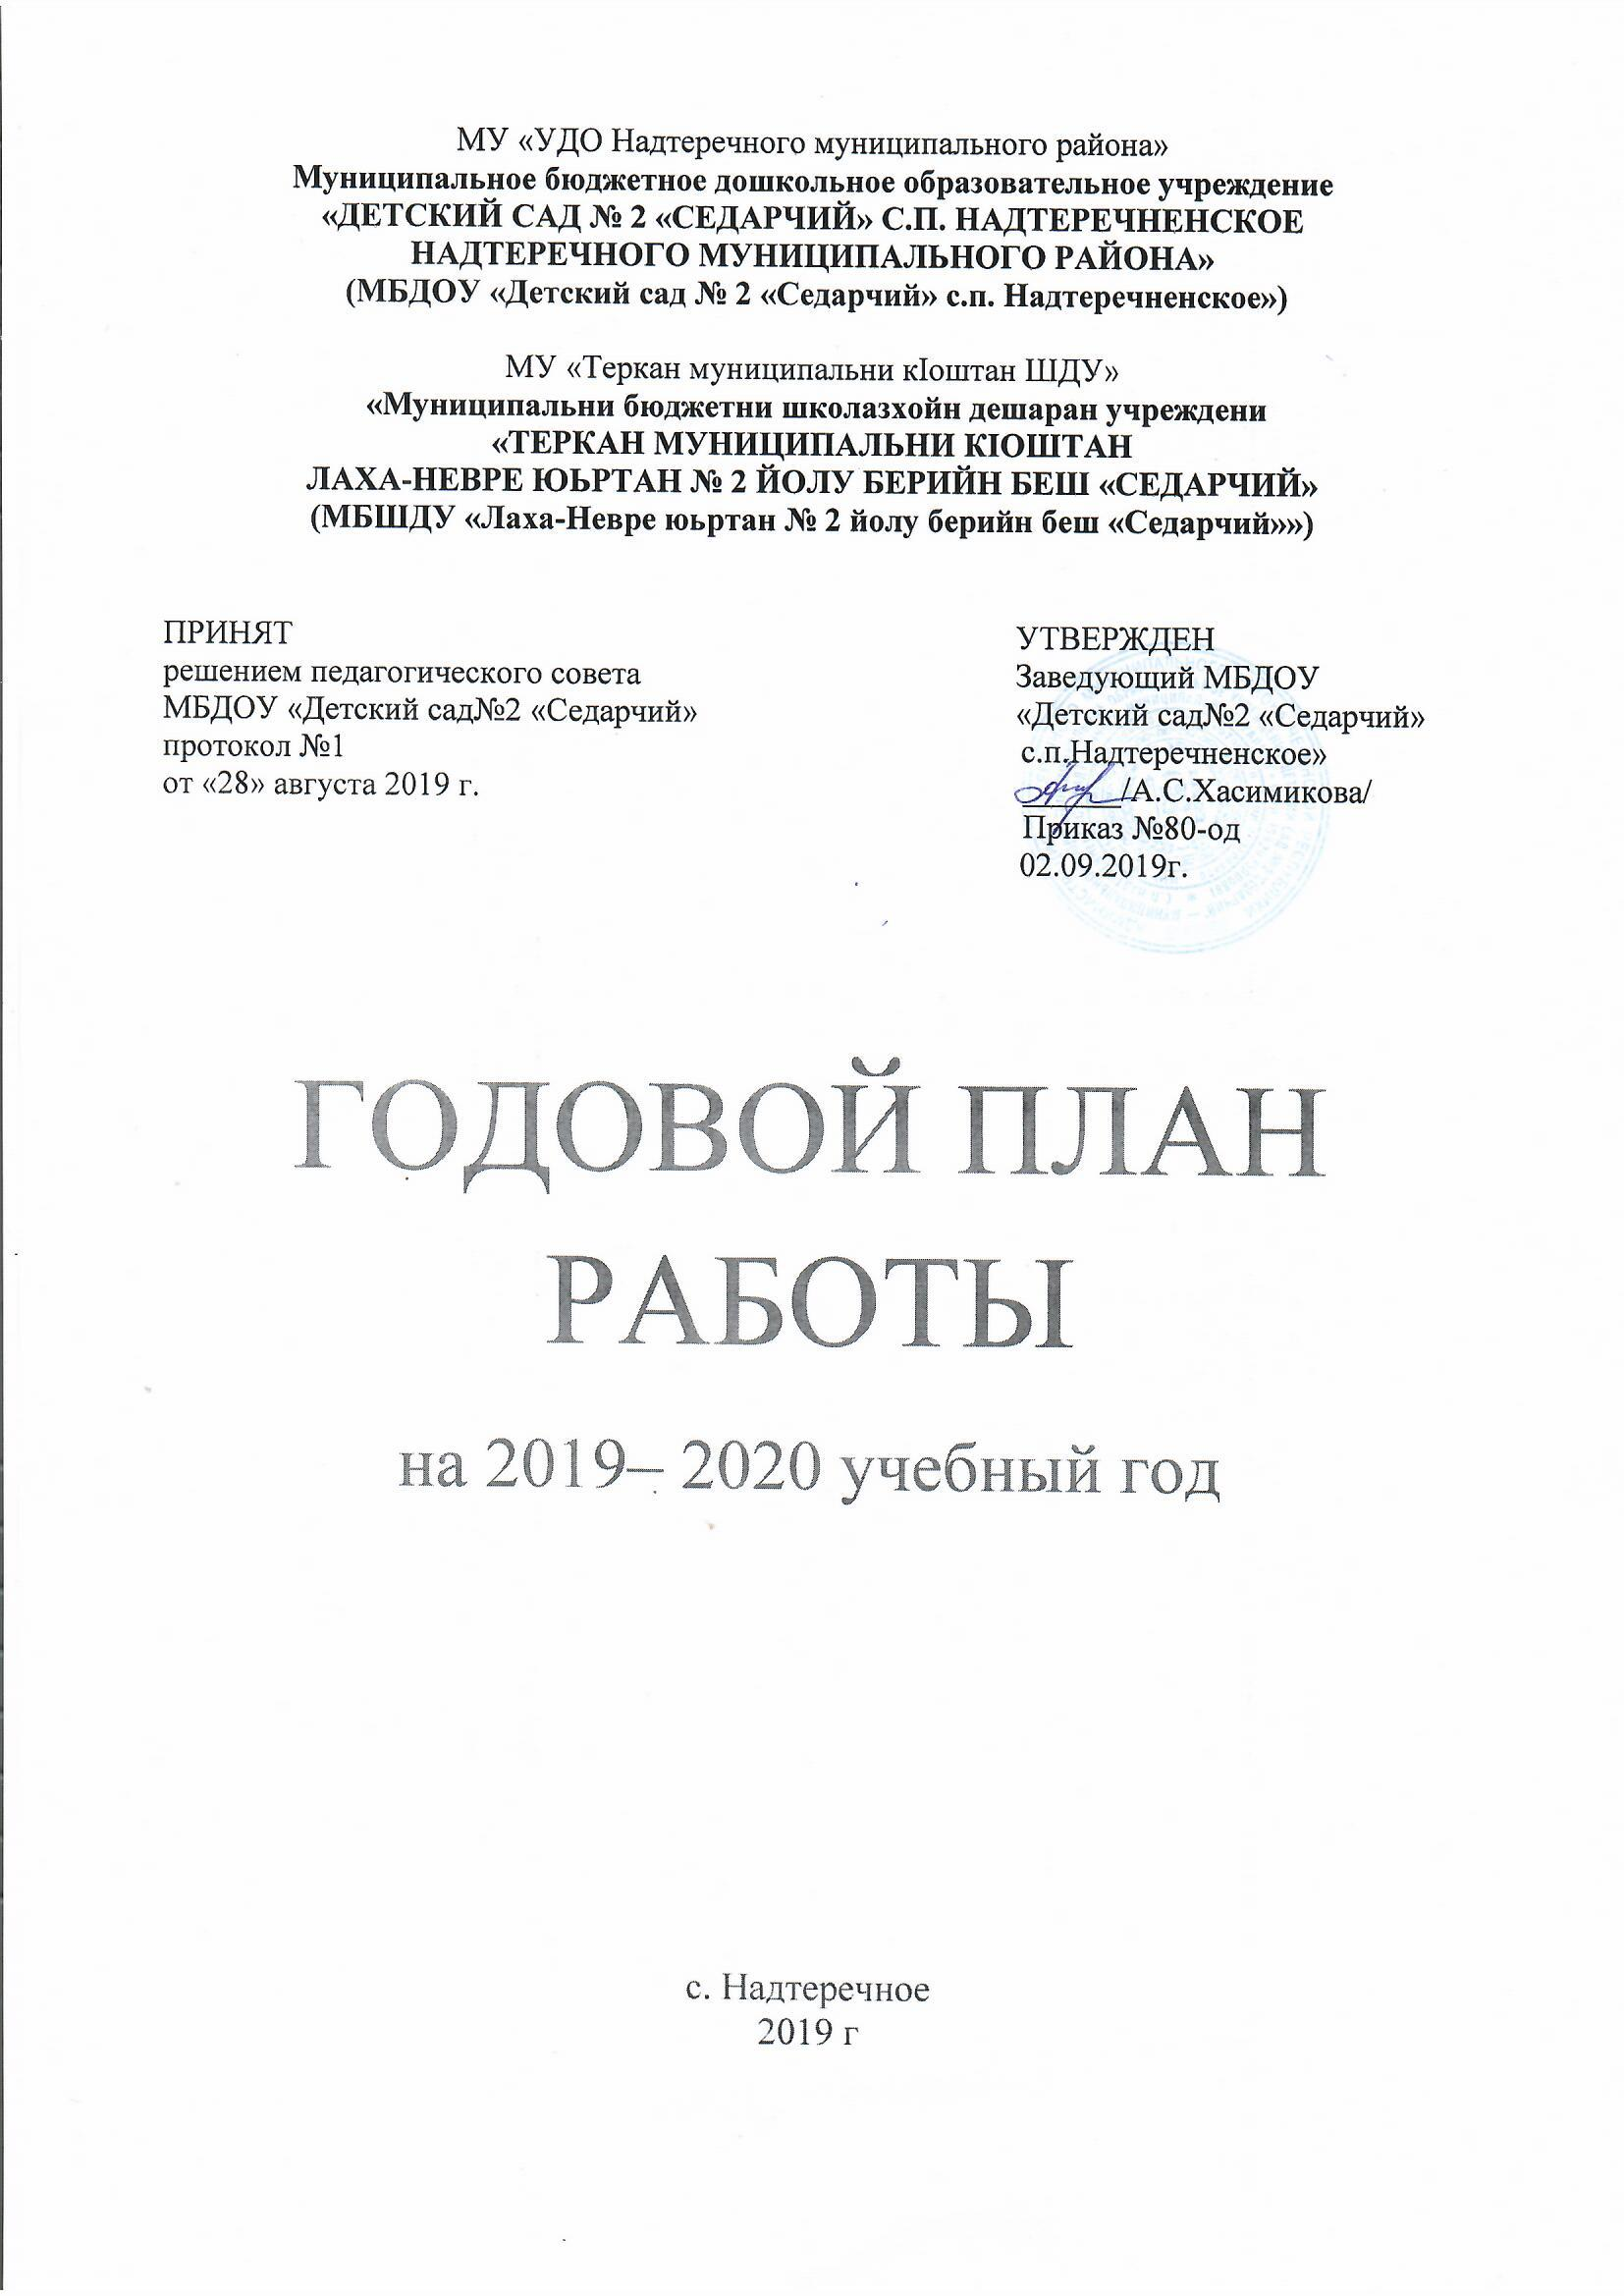 МУ «УДО Надтеречного муниципального района»
Муниципальное бюджетное дошкольное образовательное учреждение
«ДЕТСКИЙ САД № 2 «СЕДАРЧИЙ» С.П. НАДТЕРЕЧНЕНСКОЕ
НАДТЕРЕЧНОГО МУНИЦИПАЛЬНОГО РАЙОНА»
(МБДОУ «Детский сад № 2 «Седарчий» с.п. Надтеречненское»)
МУ «Теркан муниципальни кӀоштан ШДУ»
«Муниципальни бюджетни школазхойн дешаран учреждени
«ТЕРКАН МУНИЦИПАЛЬНИ КӀОШТАН
ЛАХА-НЕВРЕ ЮЬРТАН № 2 ЙОЛУ БЕРИЙН БЕШ «СЕДАРЧИЙ»
(МБШДУ «Лаха-Невре юьртан № 2 йолу берийн беш «Седарчий»»)
ПРИНЯТ
решением педагогического совета
МБДОУ «Детский сад№2 «Седарчий»
протокол №1
от «28» августа 2019 г.
УТВЕРЖДЕН
Заведующий МБДОУ
«Детский сад№2 «Седарчий»
с.п.Надтеречненское»
______/А.С.Хасимикова/
Приказ №80-од
02.09.2019г.
ГОДОВОЙ ПЛАН
РАБОТЫ
на 2019– 2020 учебный год
с. Надтеречное
2019 г